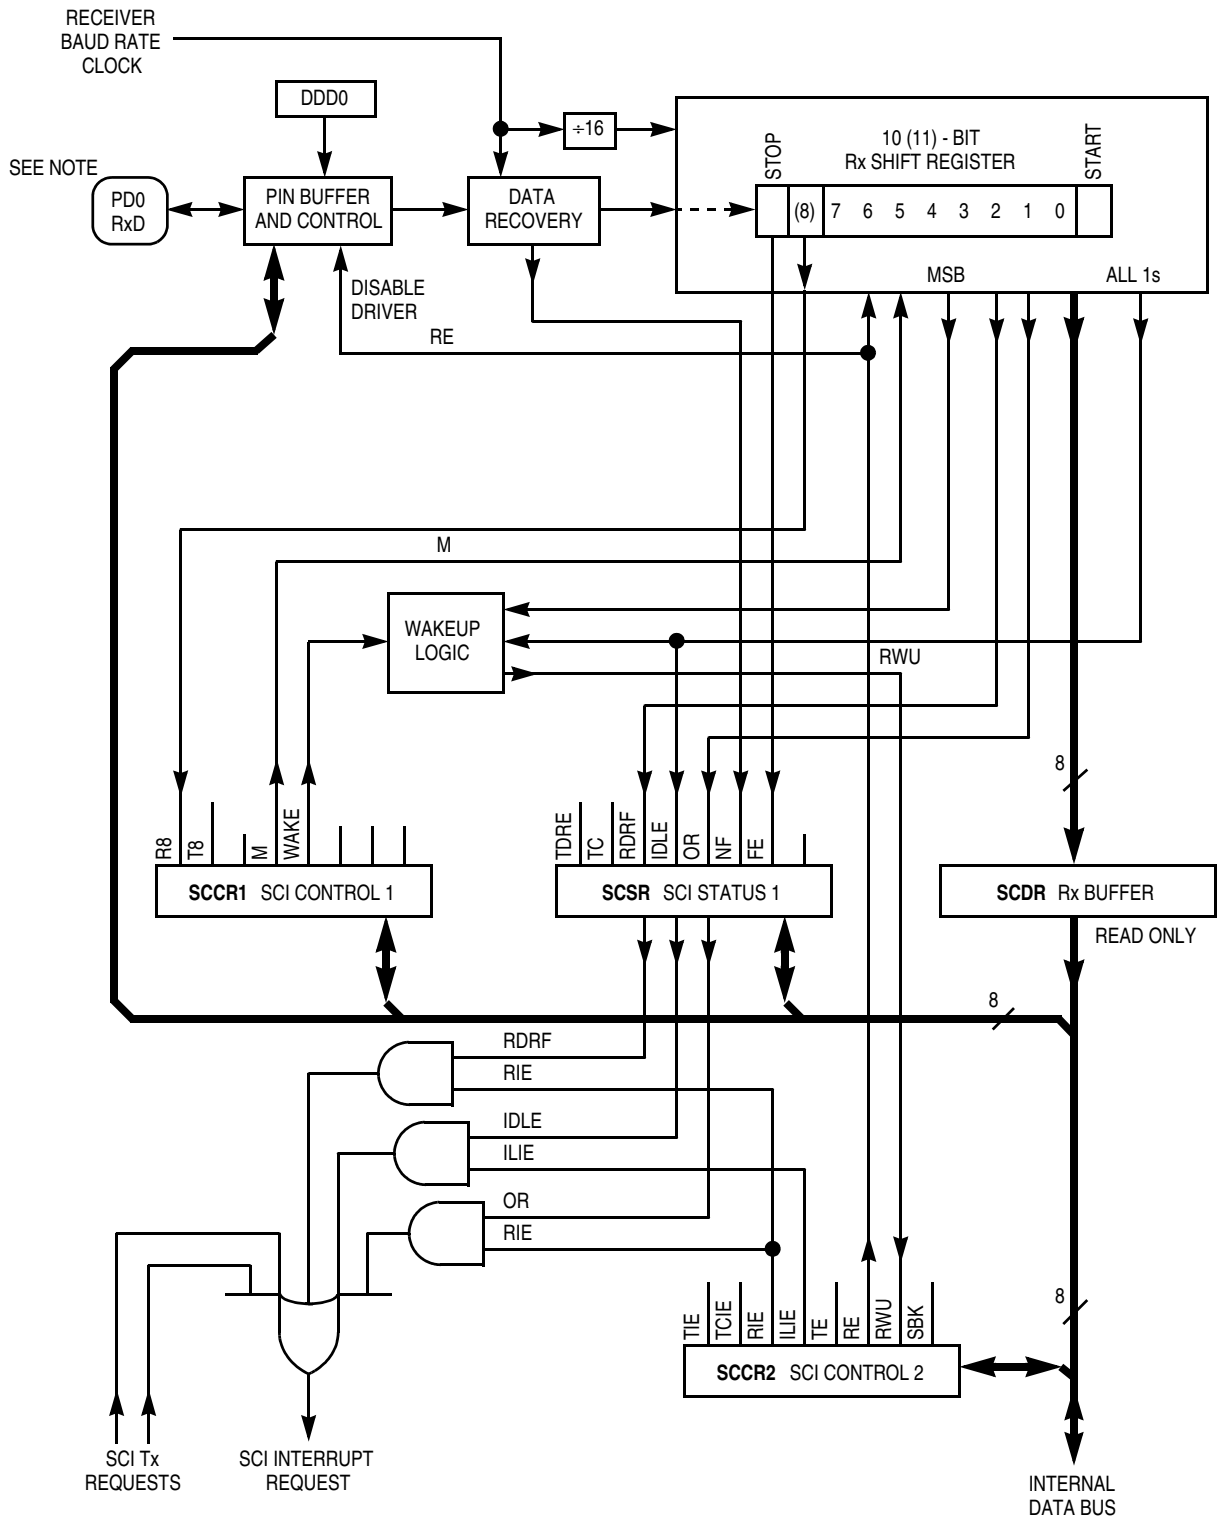 RECEIVER
BAUD RATE
CLOCK
DDD0
÷16
10 (11) - BIT
Rx SHIFT REGISTER
STOP
START
SEE NOTE
PD0
RxD
PIN BUFFER
AND CONTROL
DATA
RECOVERY
(8) 7 6 5 4 3 2 1 0
MSB
ALL 1s
DISABLE
DRIVER
RE
M
WAKEUP
LOGIC
RWU
8
R8
T8
M
WAKE
TDRE
TC
RDRF
IDLE
OR
NF
FE
SCCR1 SCI CONTROL 1
SCSR SCI STATUS 1
SCDR Rx BUFFER
READ ONLY
8
RDRF
RIE
IDLE
ILIE
OR
RIE
8
TIE
TCIE
RIE
ILIE
TE
RE
RWU
SBK
SCCR2 SCI CONTROL 2
SCI Tx
REQUESTS
SCI INTERRUPT
REQUEST
INTERNAL
DATA BUS